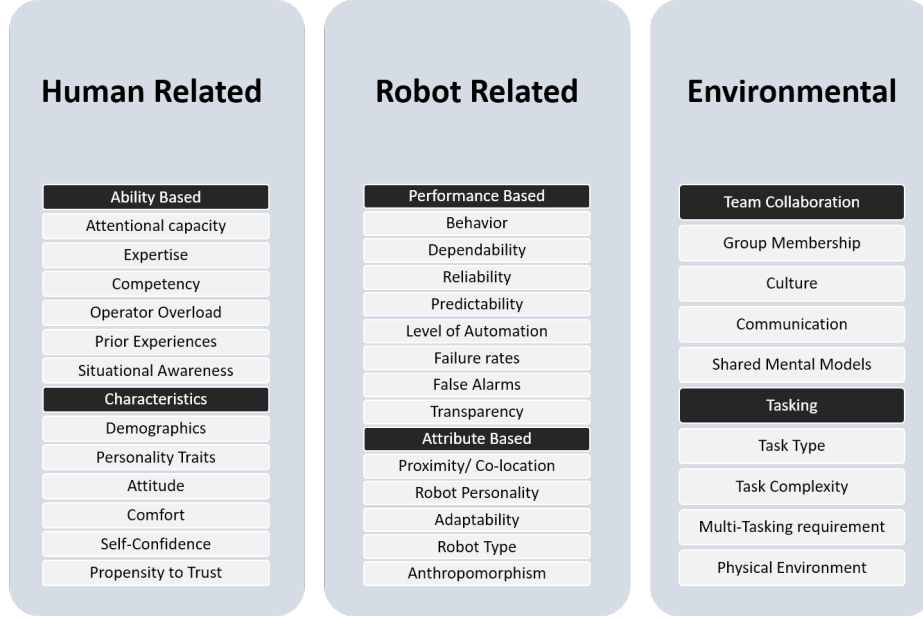 Human Related
Ability Based
Attentional capacity
Expertise
Competency
Operator Overload
Prior Experiences
Situational Awareness
Characteristics
Demographics
Personality Traits
Attitude
Comfort
Self-Confidence
Propensity to Trust
Robot Related
Performance Based
Behavior
Dependability
Reliability
Predictability
Level of Automation
Failure rates
False Alarms
Transparency
Attribute Based
Proximity/ Co-location
Robot Personality
Adaptability
Robot Type
Anthropomorphism
Environmental
Team Collaboration
Group Membership
Culture
Communication
Shared Mental Models
Tasking
Task Type
Task Complexity
Multi-Tasking requirement
Physical Environment